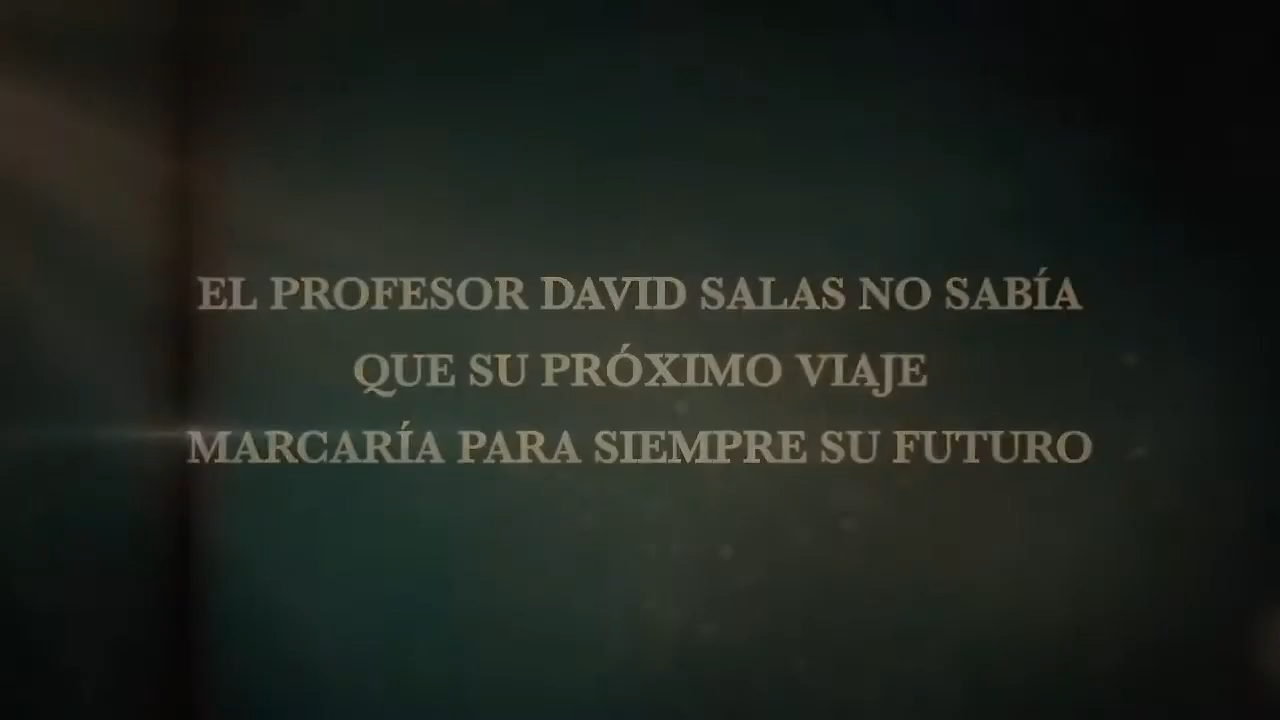 EL PROFESOR DAVID SALAS NO SABÍA
QUE SU PRÓXIMO VIAJE
MARCARÍA PARA SIEMPRE SU FUTURO